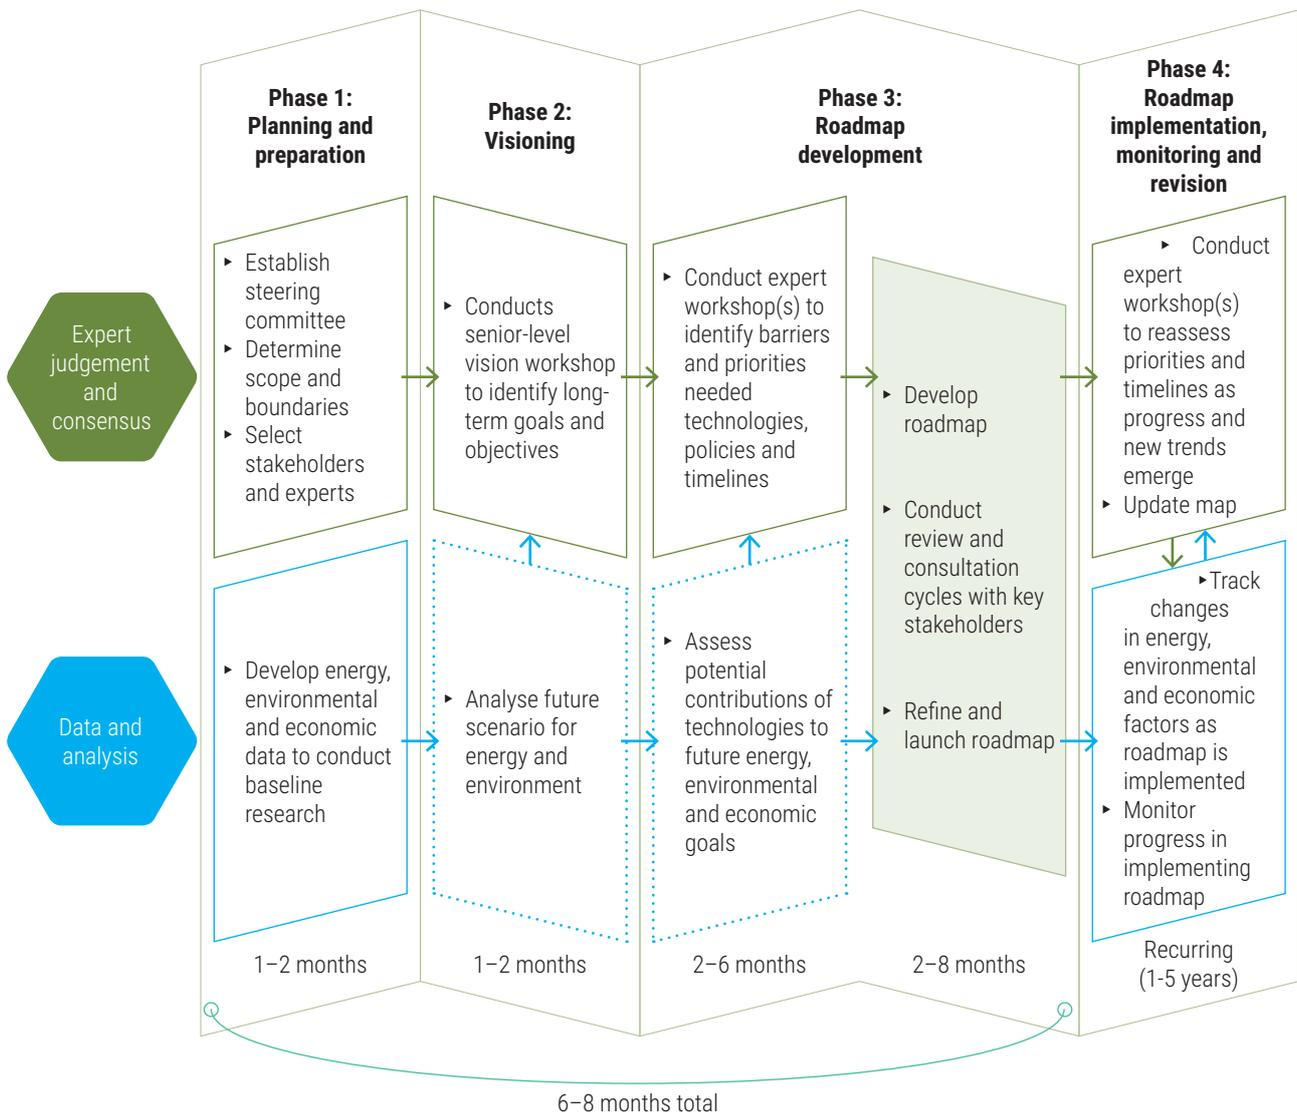 Phase 1:
Planning and
preparation
Phase 2:
Visioning
Phase 3:
Roadmap
development
Phase 4:
Roadmap
implementation,
monitoring and
revision
Expert
judgement
and
consensus
▸ Establish
steering
committee
▸ Determine
scope and
boundaries
▸ Select
stakeholders
and experts
▸ Conducts
senior-level
vision workshop
to identify long-
term goals and
objectives
▸ Conduct expert
workshop(s) to
identify barriers
and priorities
needed
technologies,
policies and
timelines
▸ Develop
roadmap
▸ Conduct
review and
consultation
cycles with key
stakeholders
▸ Refine and
launch roadmap
▸ Conduct
expert
workshop(s)
to reassess
priorities and
timelines as
progress and
new trends
emerge
▸ Update map
Data and
analysis
▸ Develop energy,
environmental
and economic
data to conduct
baseline
research
▸ Analyse future
scenario for
energy and
environment
▸ Assess
potential
contributions of
technologies to
future energy,
environmental
and economic
goals
▸Track
changes
in energy,
environmental
and economic
factors as
roadmap is
implemented
▸ Monitor
progress in
implementing
roadmap
1–2 months
1–2 months
2–6 months
2–8 months
Recurring
(1-5 years)
6–8 months total